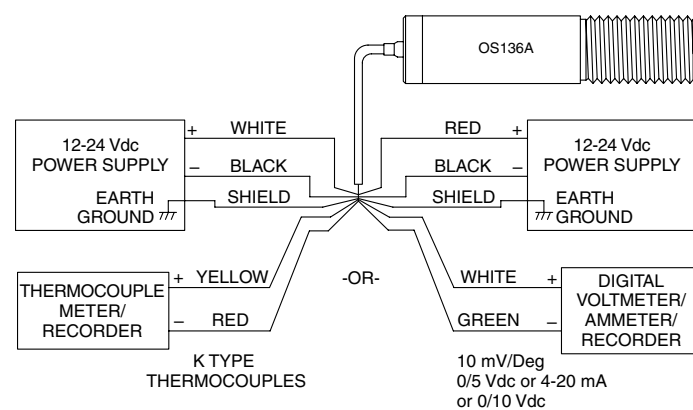 OS136A
12-24 Vdc
POWER SUPPLY
EARTH
GROUND
+ WHITE
– BLACK
SHIELD
RED +
BLACK –
SHIELD
12-24 Vdc
POWER SUPPLY
EARTH
GROUND
THERMOCOUPLE
METER/
RECORDER
+ YELLOW
– RED
-OR-
WHITE +
GREEN –
DIGITAL
VOLTMETER/
AMMETER/
RECORDER
K TYPE
THERMOCOUPLES
10 mV/Deg
0/5 Vdc or 4-20 mA
or 0/10 Vdc